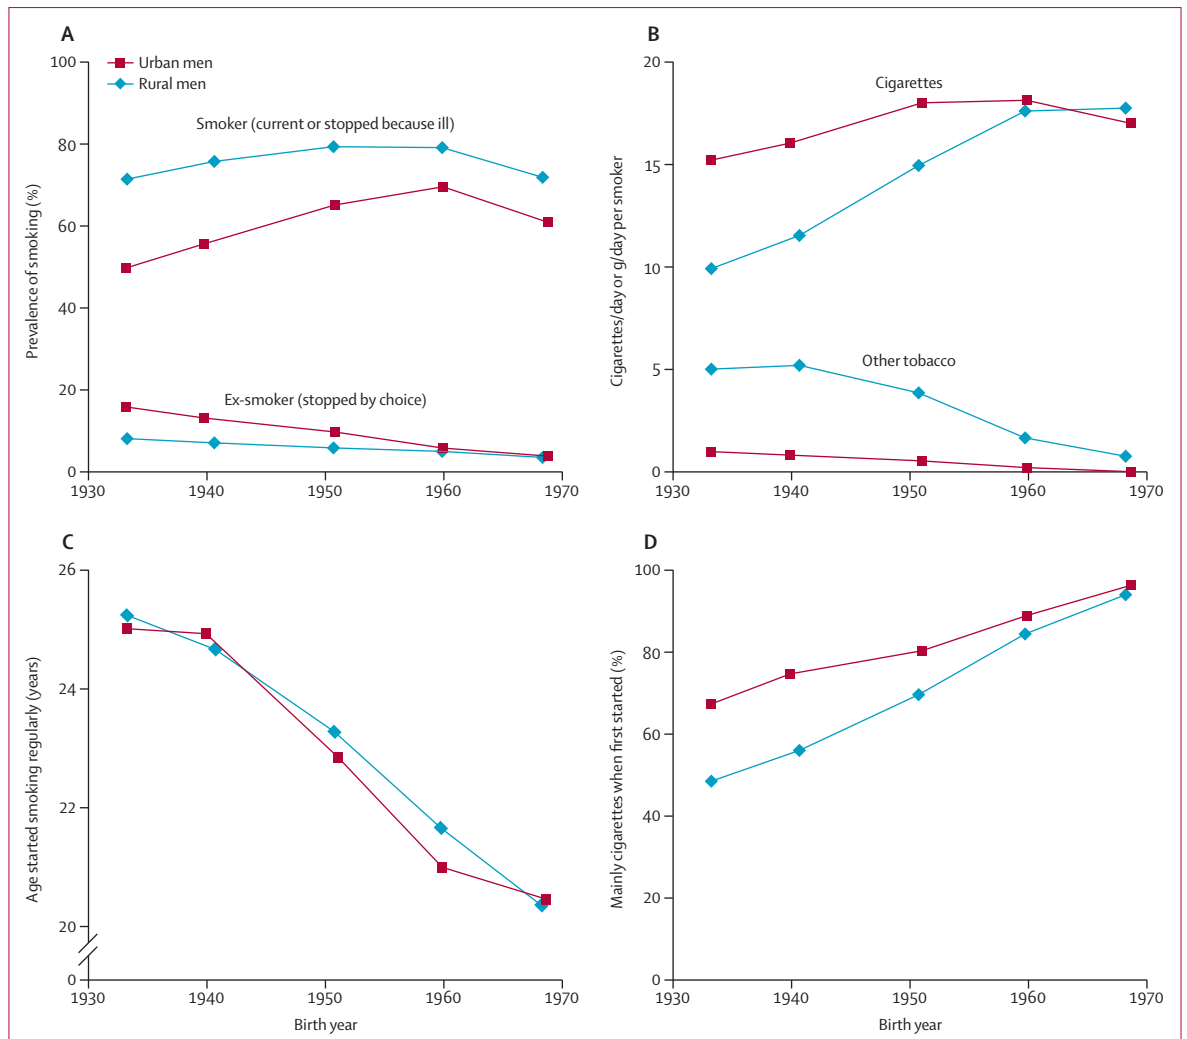 A
Urban men
Rural men
Smoker (current or stopped because ill)
Ex-smoker (stopped by choice)
Prevalence of smoking (%)
100
80
60
40
20
0
1930 1940 1950 1960 1970
B
Cigarettes
Other tobacco
Cigarettes/day or g/day per smoker
20
15
10
5
0
1930 1940 1950 1960 1970
C
Age started smoking regularly (years)
26
24
22
20
0
1930 1940 1950 1960 1970
Birth year
D
Mainly cigarettes when first started (%)
100
80
60
40
20
0
1930 1940 1950 1960 1970
Birth year